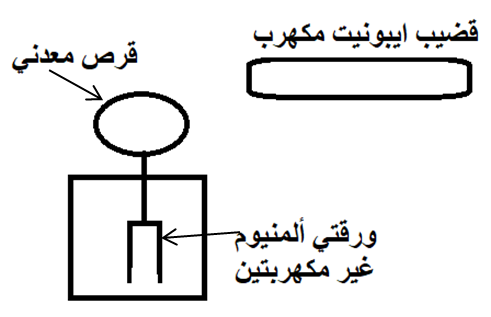 قضيب ايبونيت مكهرب
قرص معدني
ورقتي ألمنيوم
غير مكهربتين